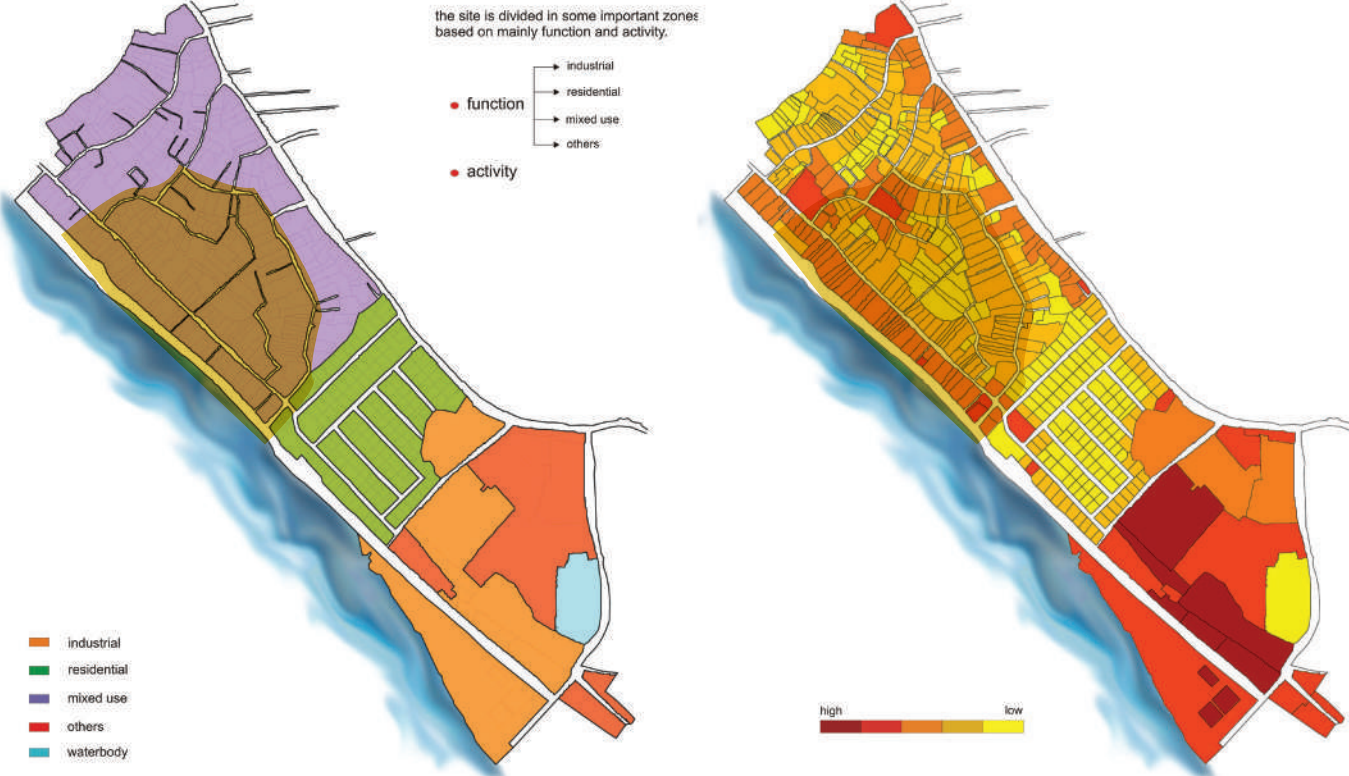 the site is divided in some important zones
based on mainly function and activity.
function
industrial
residential
mixed use
others
activity
industrial
residential
mixed use
others
waterbody
high low